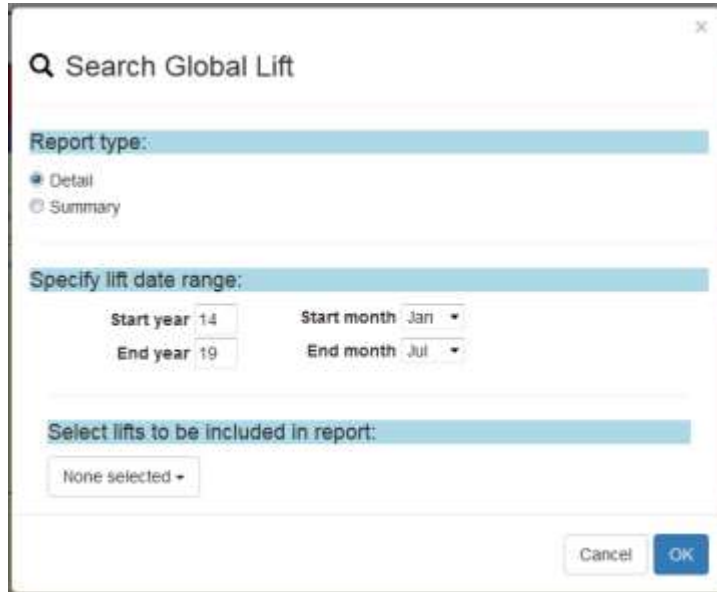 ×
Search Global Lift
Report type:
Detail
Summary
Specify lift date range:
Start year 14 Start month Jan
End year 19 End month Jul
Select lifts to be included in report:
None selected
Cancel OK